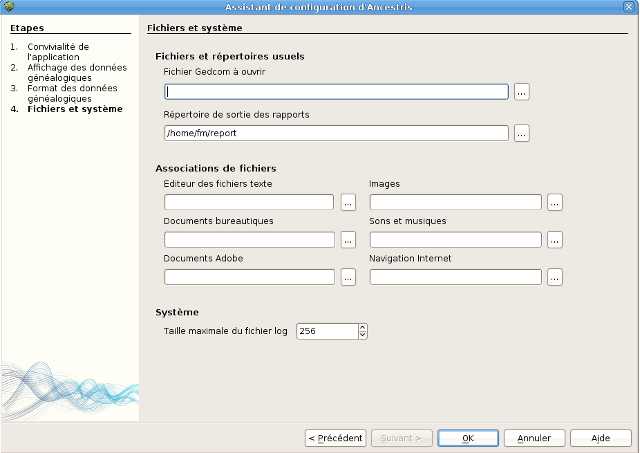 Assistant de configuration d'Ancestris
Etapes
1. Convivialité de
l'application
2. Affichage des données
généalogiques
3. Format des données
généalogiques
4. Fichiers et système
Fichiers et système
Fichiers et répertoires usuels
Fichier Gedcom à ouvrir
...
Répertoire de sortie des rapports
/home/fm/report ...
Associations de fichiers
Editeur des fichiers texte Images
... ...
Documents bureautiques Sons et musiques
... ...
Documents Adobe Navigation Internet
... ...
Système
Taille maximale du fichier log 256
< Précédent Suivant > OK Annuler Aide